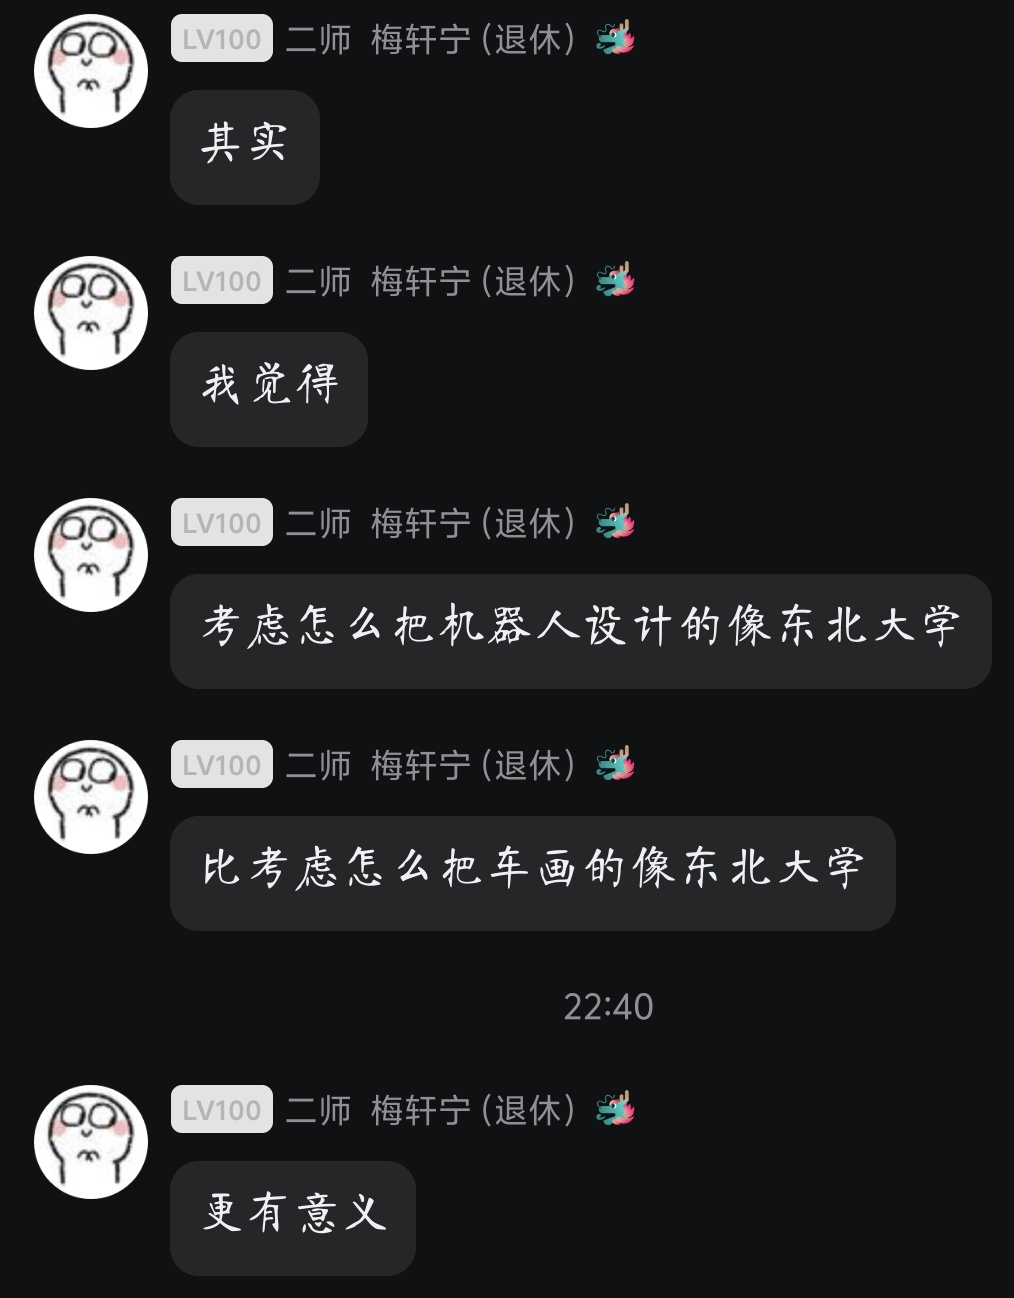 LV100 二师 梅轩宁(退休)🐲
其实
LV100 二师 梅轩宁(退休)🐲
我觉得
LV100 二师 梅轩宁(退休)🐲
考虑怎么把机器人设计的像东北大学
LV100 二师 梅轩宁(退休)🐲
比考虑怎么把车画的像东北大学
22:40
LV100 二师 梅轩宁(退休)🐲
更有意义